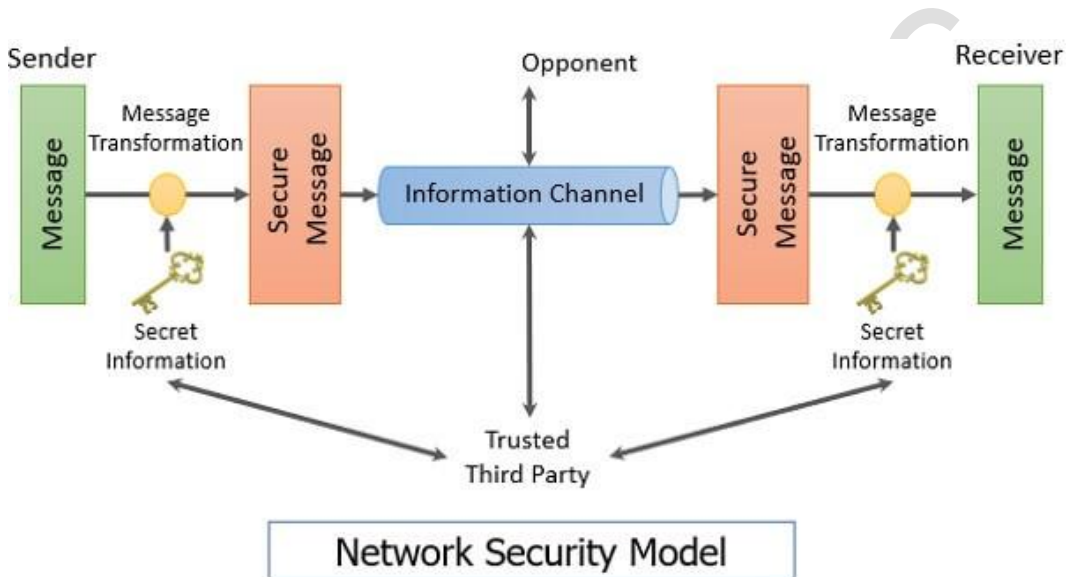 Sender
Receiver
Opponent
Message
Message
Transformation
Secure
Message
Information Channel
Secure
Message
Message
Transformation
Message
Secret
Information
Secret
Information
Trusted
Third Party
Network Security Model